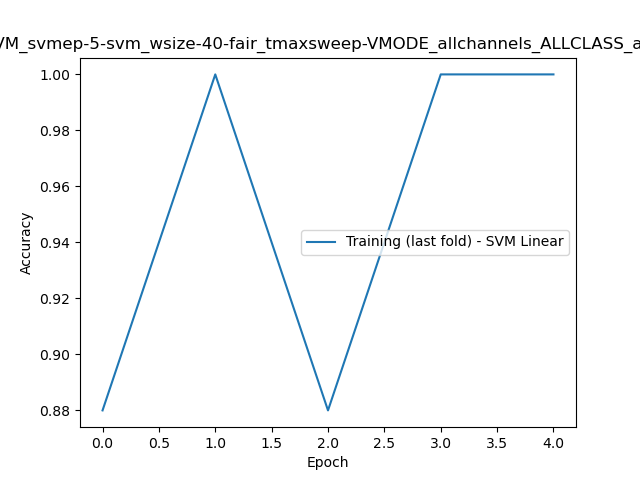 VM_svmep-5-svm_wsize-40-fair_tmaxsweep-VMODE_allchannels_ALLCLASS_a
1.00
0.98
0.96
0.94
0.92
0.90
0.88
Accuracy
Training (last fold) - SVM Linear
0.0 0.5 1.0 1.5 2.0 2.5 3.0 3.5 4.0
Epoch